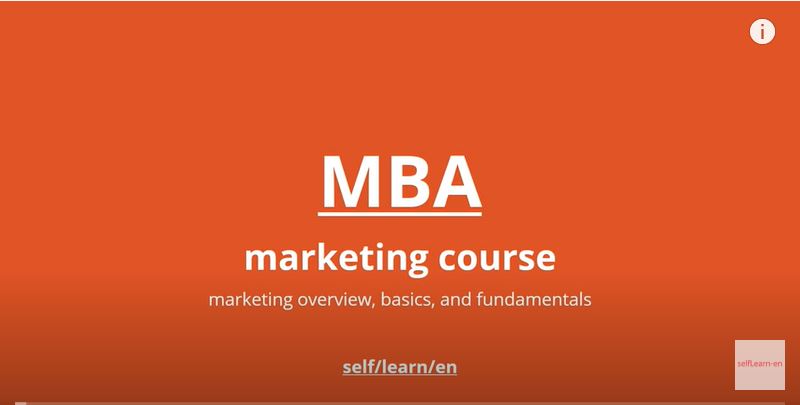 MBA
marketing course
marketing overview, basics, and fundamentals
self/learn/en
selfLearn-en